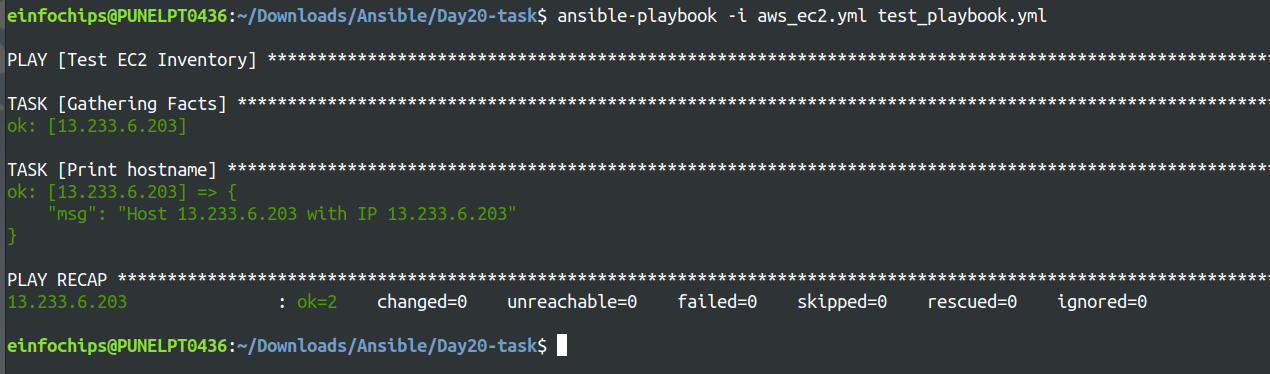 einfochips@PUNELPT0436:~/Downloads/Ansible/Day20-task$ ansible-playbook -i aws_ec2.yml test_playbook.yml
PLAY [Test EC2 Inventory] ****************************************************************************************************
TASK [Gathering Facts] *******************************************************************************************************
ok: [13.233.6.203]
TASK [Print hostname] ********************************************************************************************************
ok: [13.233.6.203] => {
    "msg": "Host 13.233.6.203 with IP 13.233.6.203"
}
PLAY RECAP *******************************************************************************************************************
13.233.6.203               : ok=2    changed=0    unreachable=0    failed=0    skipped=0    rescued=0    ignored=0
einfochips@PUNELPT0436:~/Downloads/Ansible/Day20-task$